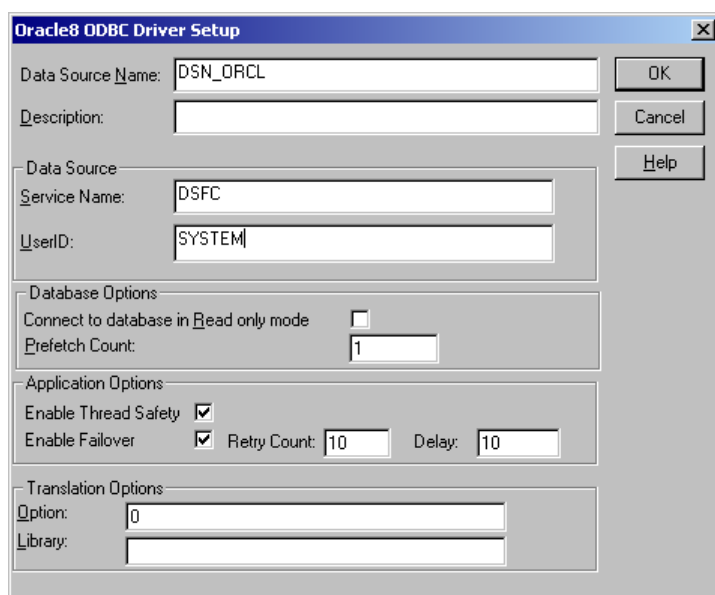 Oracle8 ODBC Driver Setup
Data Source Name: DSN_ORCL
OK
Description:
Cancel
Help
Data Source
Service Name: DSFC
UserID: SYSTEM
Database Options
Connect to database in Read only mode
Prefetch Count: 1
Application Options
Enable Thread Safety
Enable Failover Retry Count: 10 Delay: 10
Translation Options
Option: 0
Library: